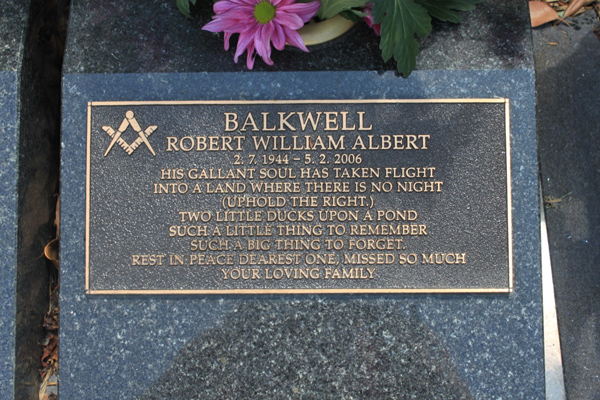 BALKWELL
ROBERT WILLIAM ALBERT
2. 7. 1944 – 5. 2. 2006
HIS GALLANT SOUL HAS TAKEN FLIGHT
INTO A LAND WHERE THERE IS NO NIGHT
(UPHOLD THE RIGHT.)
TWO LITTLE DUCKS UPON A POND
SUCH A LITTLE THING TO REMEMBER
SUCH A BIG THING TO FORGET.
REST IN PEACE DEAREST ONE, MISSED SO MUCH
YOUR LOVING FAMILY